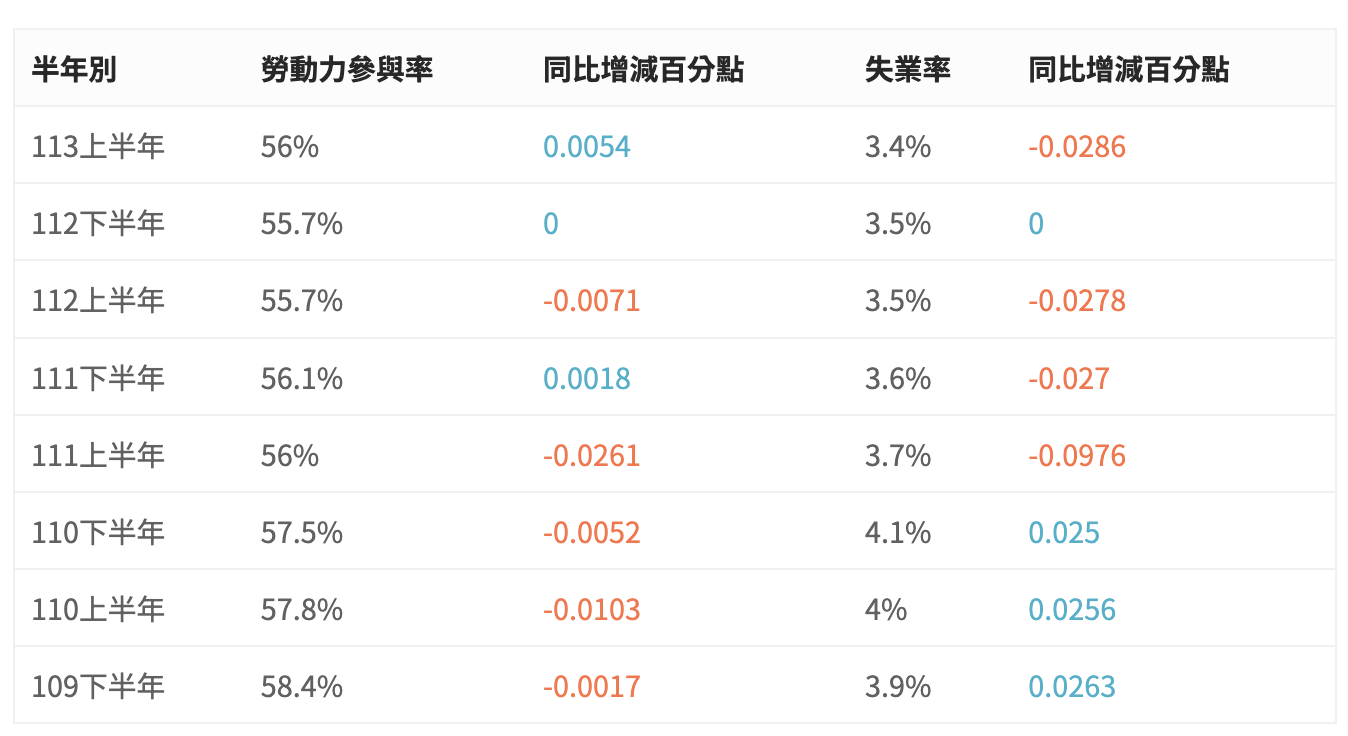 半年別 勞動力參與率 同比增減百分點 失業率 同比增減百分點
113上半年 56% 0.0054 3.4% -0.0286
112下半年 55.7% 0 3.5% 0
112上半年 55.7% -0.0071 3.5% -0.0278
111下半年 56.1% 0.0018 3.6% -0.027
111上半年 56% -0.0261 3.7% -0.0976
110下半年 57.5% -0.0052 4.1% 0.025
110上半年 57.8% -0.0103 4% 0.0256
109下半年 58.4% -0.0017 3.9% 0.0263